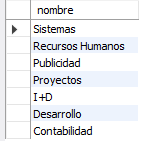 nombre
Sistemas
Recursos Humanos
Publicidad
Proyectos
I+D
Desarrollo
Contabilidad